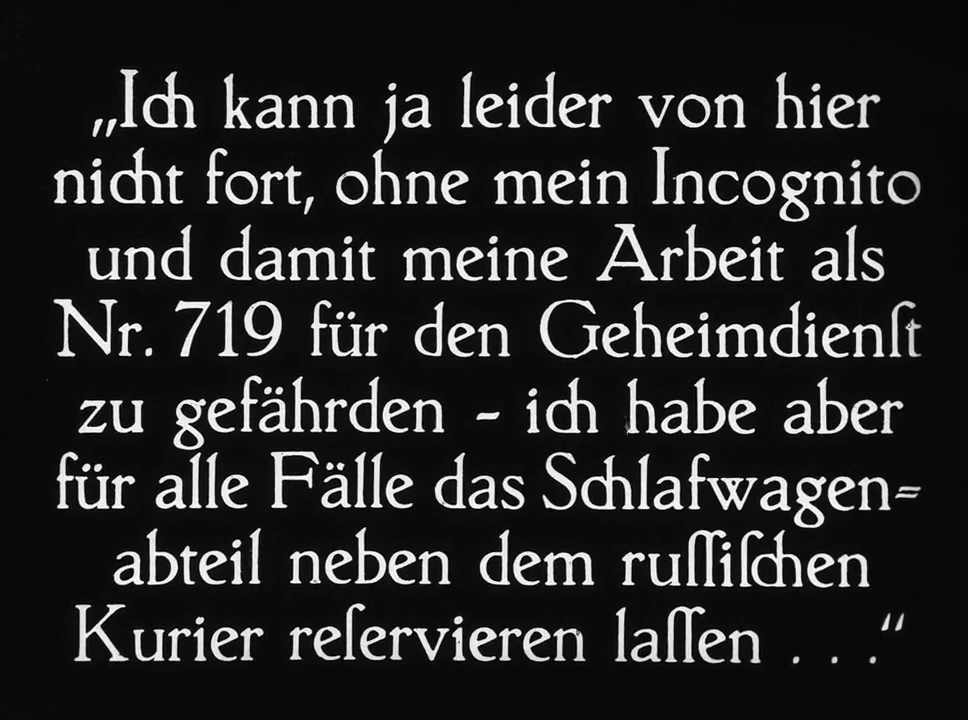 „Ich kann ja leider von hier
nicht fort, ohne mein Incognito
und damit meine Arbeit als
Nr. 719 für den Geheimdienſt
zu gefährden - ich habe aber
für alle Fälle das Schlafwagen=
abteil neben dem ruſſiſchen
Kurier reſervieren laſſen . . .“